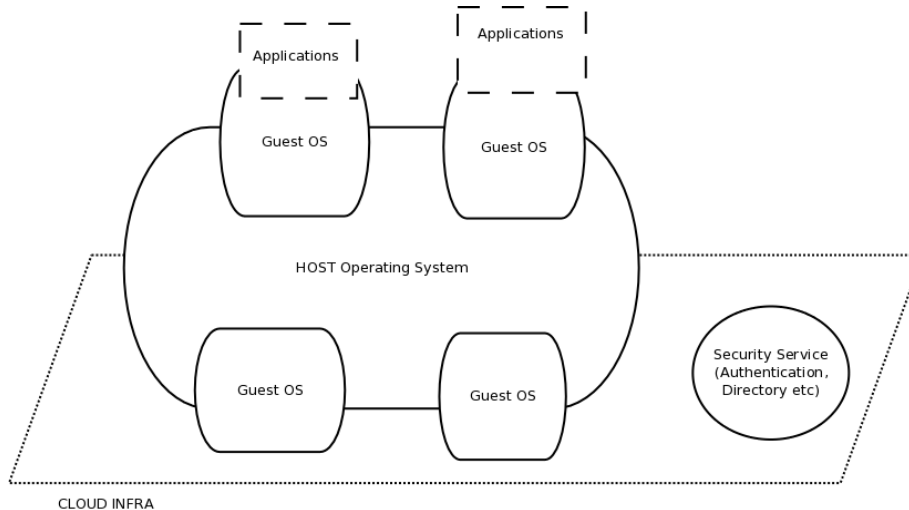 Applications
Applications
Guest OS
Guest OS
HOST Operating System
Security Service
(Authentication,
Directory etc)
Guest OS
Guest OS
CLOUD INFRA